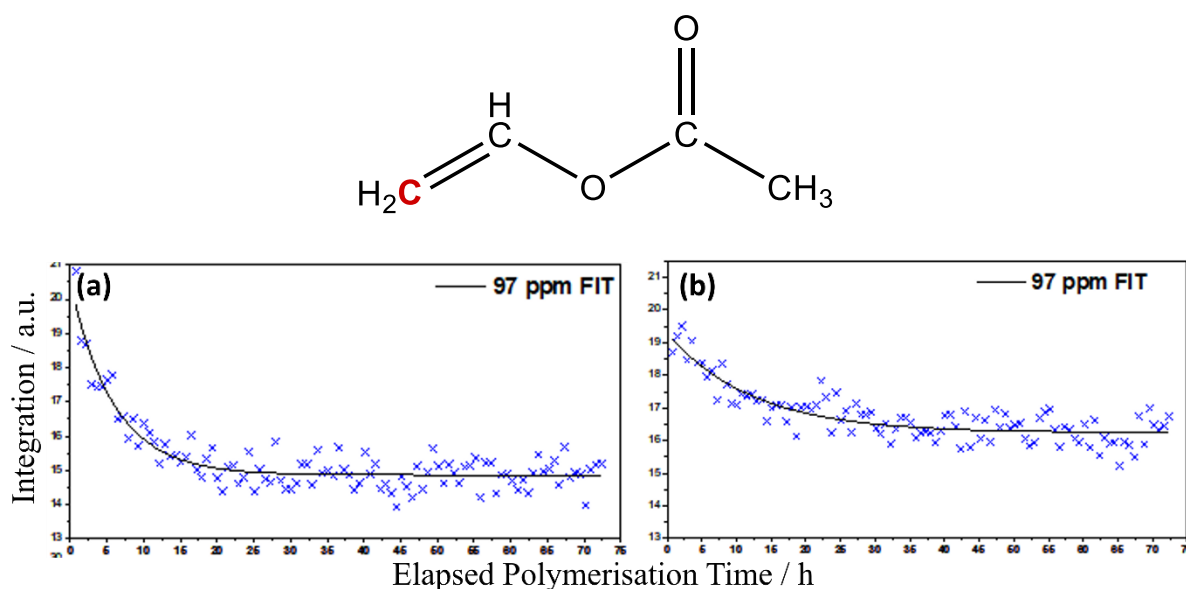 O
H
C
C
H₂C
O
CH₃
(a)
97 ppm FIT
(b)
97 ppm FIT
Integration / a.u.
21
20
19
18
17
16
15
14
13
0 5 10 15 20 25 30 35 40 45 50 55 60 65 70 75
21
20
19
18
17
16
15
14
13
0 5 10 15 20 25 30 35 40 45 50 55 60 65 70
Elapsed Polymerisation Time / h